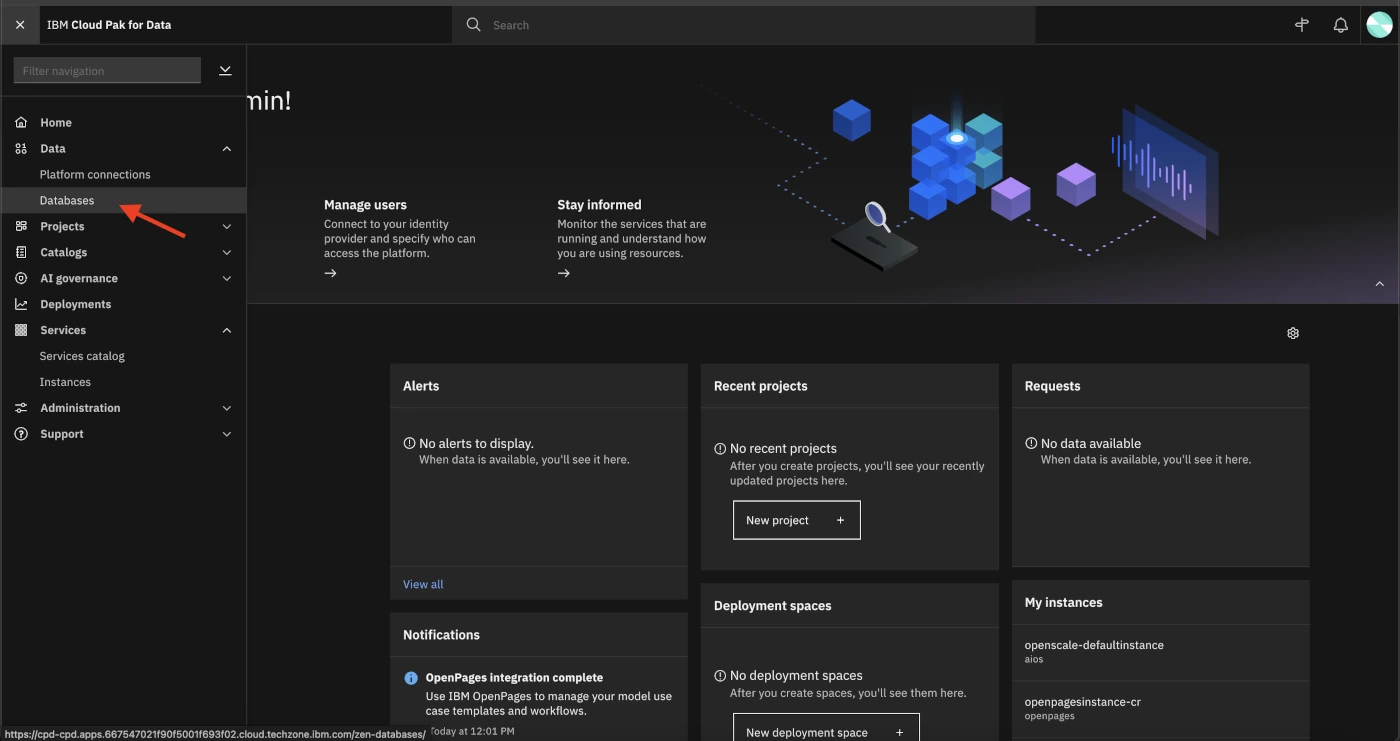 IBM Cloud Pak for Data
Search
Filter navigation
min!
Home
Data
Platform connections
Databases
Projects
Catalogs
AI governance
Deployments
Services
Services catalog
Instances
Administration
Support
Manage users
Connect to your identity
provider and specify who can
access the platform.
Stay informed
Monitor the services that are
running and understand how
you are using resources.
Alerts
No alerts to display.
When data is available, you'll see it here.
View all
Notifications
OpenPages integration complete
Use IBM OpenPages to manage your model use
case templates and workflows.
Today at 12:01 PM
Recent projects
No recent projects
After you create projects, you'll see your recently
updated projects here.
New project +
Deployment spaces
No deployment spaces
After you create spaces, you'll see them here.
New deployment space +
Requests
No data available
When data is available, you'll see it here.
My instances
openscale-defaultinstance
aios
openpagesinstance-cr
openpages
https://cpd-cpd.apps.667547021f90f5001f693f02.cloud.techzone.ibm.com/zen-databases/